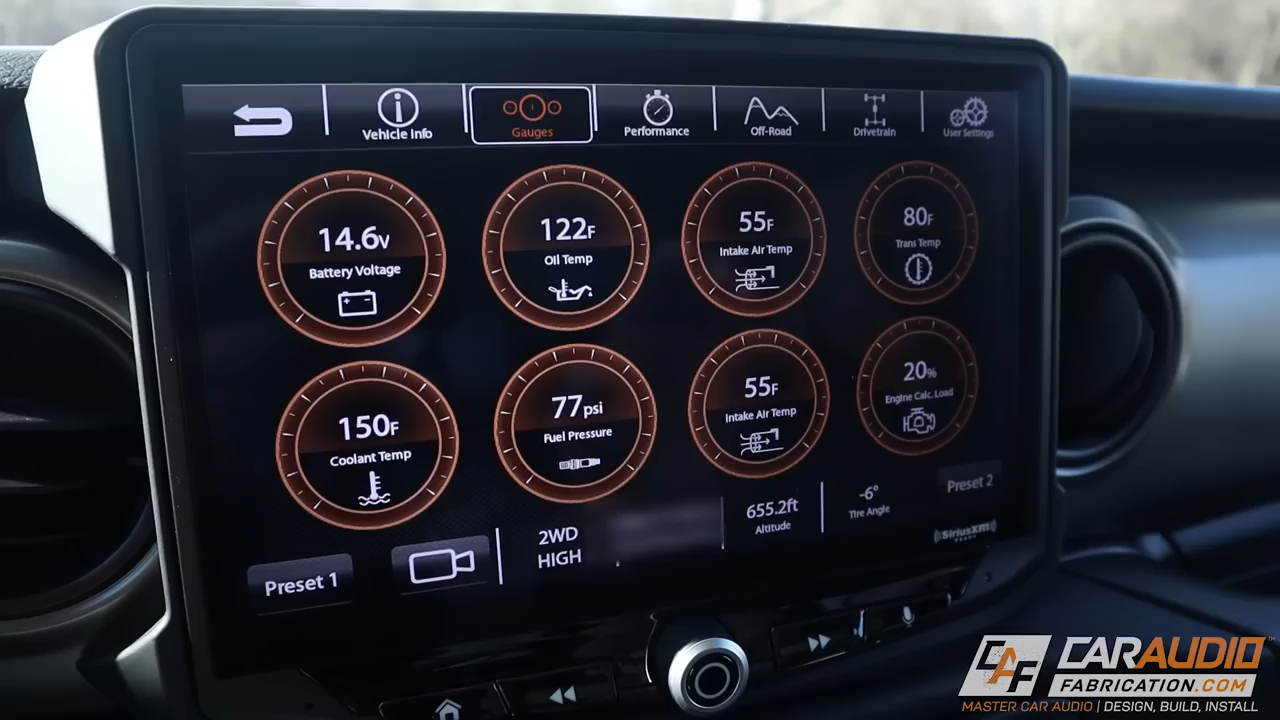 Vehicle Info
Gauges
Performance
Off-Road
Drivetrain
User Settings
14.6V
Battery Voltage
122F
Oil Temp
55F
Intake Air Temp
80F
Trans Temp
150F
Coolant Temp
77psi
Fuel Pressure
55F
Intake Air Temp
20%
Engine Calc. Load
Preset 1
2WD
HIGH
655.2ft
Altitude
-6°
Tire Angle
Preset 2
SiriusXM
READY
CAF
CARAUDIO
FABRICATION.COM
MASTER CAR AUDIO | DESIGN, BUILD, INSTALL